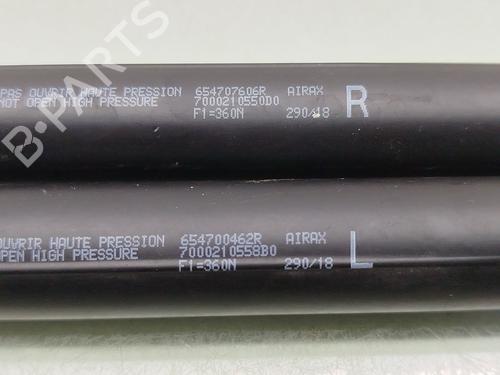 PAS OUVRIR HAUTE PRESSION 654707606R AIRAX R
NOT OPEN HIGH PRESSURE 7000210550D0
F1=360N 290/18
OUVRIR HAUTE PRESSION 654700462R AIRAX L
OPEN HIGH PRESSURE 7000210558B0
F1=360N 290/18
B-PARTS